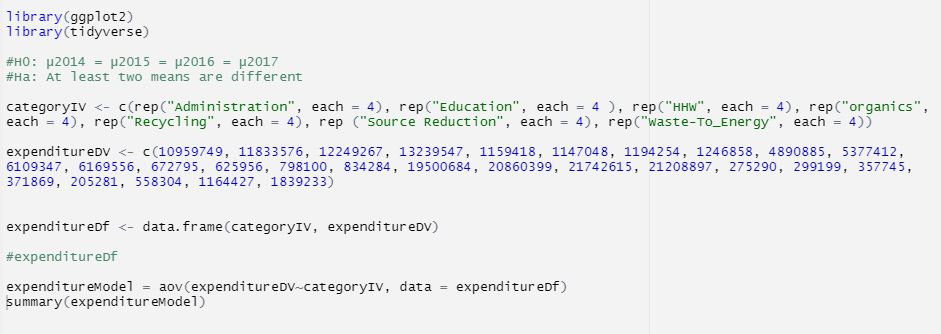 library(ggplot2)
library(tidyverse)
#H0: µ2014 = µ2015 = µ2016 = µ2017
#Ha: At least two means are different
categoryIV <- c(rep("Administration", each = 4), rep("Education", each = 4 ), rep("HHW", each = 4), rep("organics",
each = 4), rep("Recycling", each = 4), rep ("Source Reduction", each = 4), rep("Waste-To_Energy", each = 4))
expenditureDV <- c(10959749, 11833576, 12249267, 13239547, 1159418, 1147048, 1194254, 1246858, 4890885, 5377412,
6109347, 6169556, 672795, 625956, 798100, 834284, 19500684, 20860399, 21742615, 21208897, 275290, 299199, 357745,
371869, 205281, 558304, 1164427, 1839233)
expenditureDf <- data.frame(categoryIV, expenditureDV)
#expenditureDf
expenditureModel = aov(expenditureDV~categoryIV, data = expenditureDf)
summary(expenditureModel)